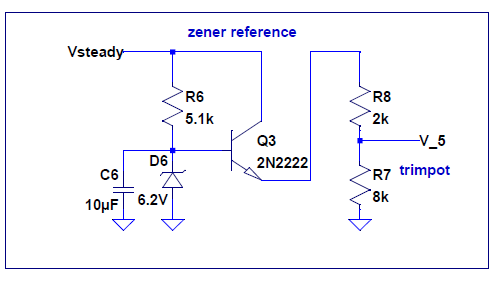 zener reference
Vsteady
R6
5.1k
R8
2k
Q3
2N2222
V_5
D6
C6
10µF
6.2V
R7
8k
trimpot